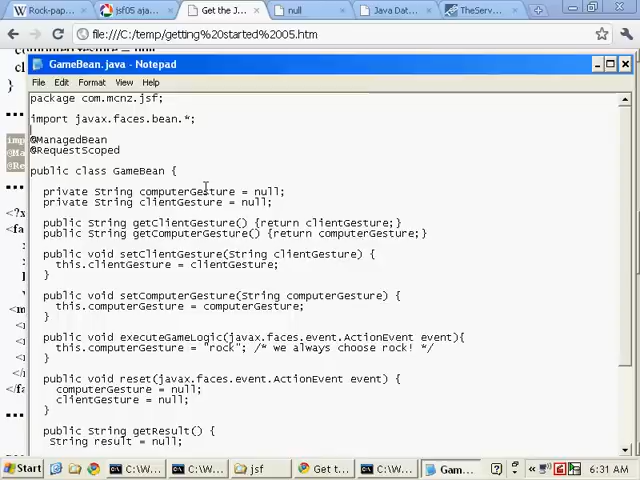 Rock-pap...
jsf05 aja...
Get the J...
null
Java Dat...
TheServ...
file:///C:/temp/getting%20started%2005.htm
GameBean.java - Notepad
File Edit Format View Help
package com.mcnz.jsf;
import javax.faces.bean.*;
@ManagedBean
@RequestScoped
public class GameBean {
private String computerGesture = null;
private String clientGesture = null;
public String getClientGesture() {return clientGesture;}
public String getComputerGesture() {return computerGesture;}
public void setClientGesture(String clientGesture) {
this.clientGesture = clientGesture;
}
public void setComputerGesture(String computerGesture) {
this.computerGesture = computerGesture;
}
public void executeGameLogic(javax.faces.event.ActionEvent event){
this.computerGesture = "rock"; /* we always choose rock! */
}
public void reset(javax.faces.event.ActionEvent event) {
computerGesture = null;
clientGesture = null;
}
public String getResult() {
String result = null;
Start
C:\W...
C:\W...
jsf
Get t...
C:\W...
Gam...
6:31 AM